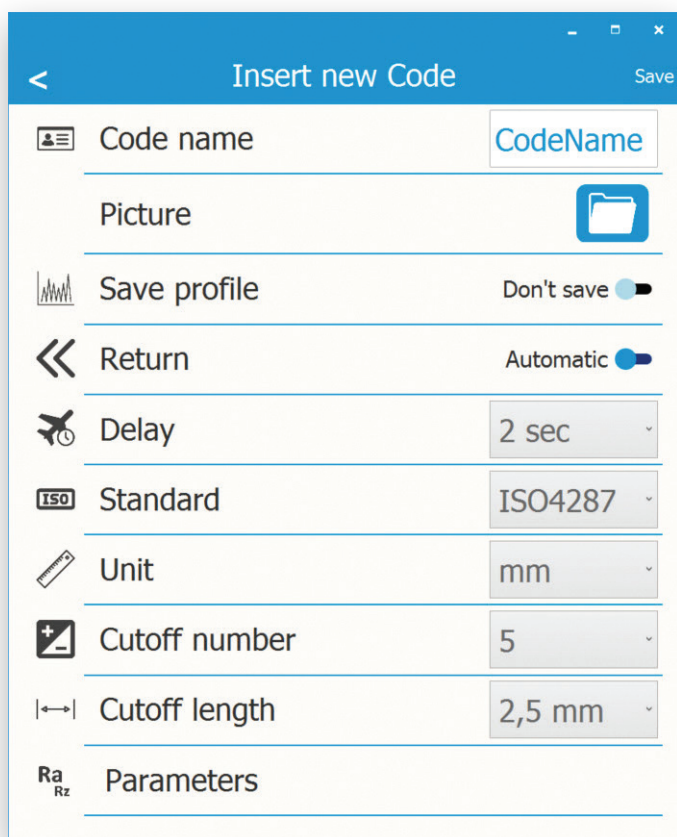 < Insert new Code Save
Code name CodeName
Picture
Save profile Don't save
Return Automatic
Delay 2 sec
ISO Standard ISO4287
Unit mm
Cutoff number 5
Cutoff length 2,5 mm
Ra Rz Parameters